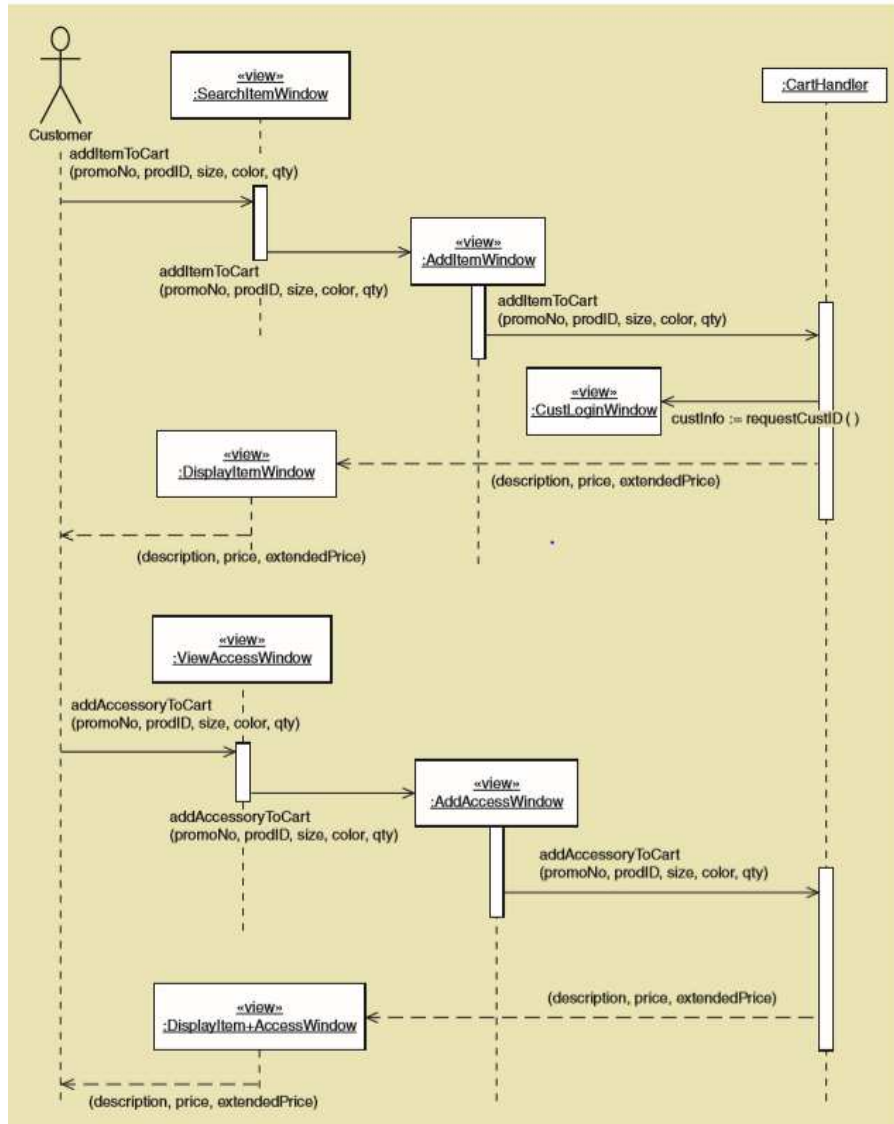 «view»
:SearchItemWindow
:CartHandler
Customer
addItemToCart
(promoNo, prodID, size, color, qty)
«view»
:AddItemWindow
addItemToCart
(promoNo, prodID, size, color, qty)
addItemToCart
(promoNo, prodID, size, color, qty)
«view»
:CustLoginWindow
custInfo := requestCustID ( )
«view»
:DisplayItemWindow
(description, price, extendedPrice)
(description, price, extendedPrice)
«view»
:ViewAccessWindow
addAccessoryToCart
(promoNo, prodID, size, color, qty)
«view»
:AddAccessWindow
addAccessoryToCart
(promoNo, prodID, size, color, qty)
addAccessoryToCart
(promoNo, prodID, size, color, qty)
«view»
:DisplayItem+AccessWindow
(description, price, extendedPrice)
(description, price, extendedPrice)